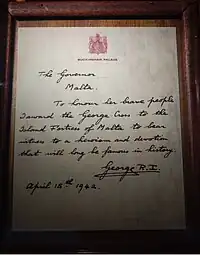 BUCKINGHAM PALACE
The Governor
Malta.
To honour her brave people
I award the George Cross to the
Island Fortress of Malta to bear
witness to a heroism and devotion
that will long be famous in history.
George R.I.
April 15th 1942.